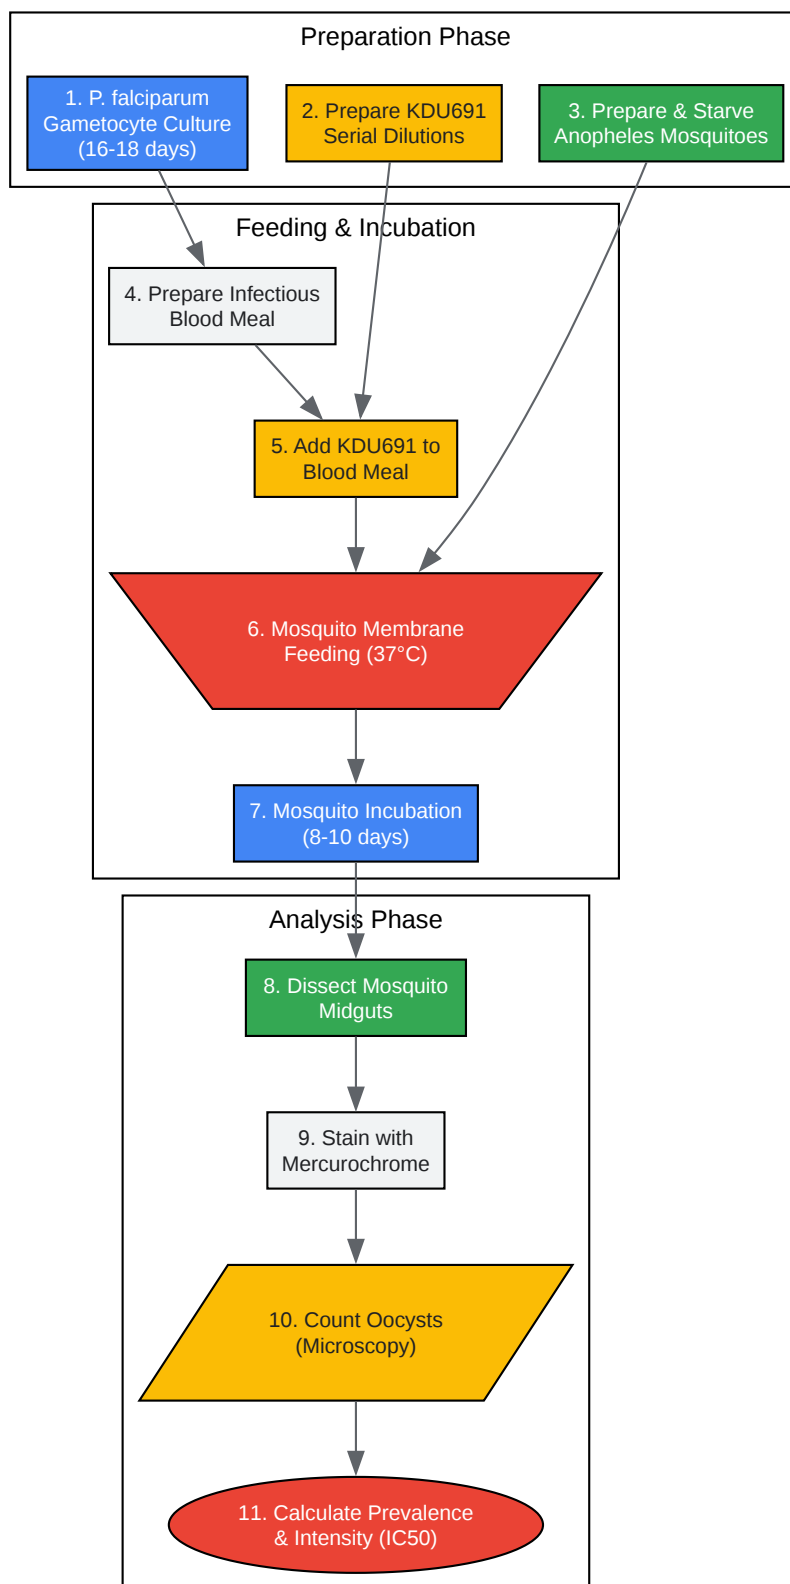 Preparation Phase
1. P. falciparum
Gametocyte Culture
(16-18 days)
2. Prepare KDU691
Serial Dilutions
3. Prepare & Starve
Anopheles Mosquitoes
Feeding & Incubation
4. Prepare Infectious
Blood Meal
5. Add KDU691 to
Blood Meal
6. Mosquito Membrane
Feeding (37°C)
7. Mosquito Incubation
(8-10 days)
Analysis Phase
8. Dissect Mosquito
Midguts
9. Stain with
Mercurochrome
10. Count Oocysts
(Microscopy)
11. Calculate Prevalence
& Intensity (IC50)